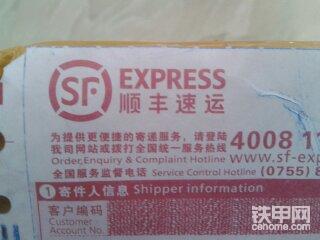 SF EXPRESS
顺丰速运
为提供更便捷的寄递服务，请登陆
我司网站或拨打全国统一服务热线 4008 11
Order,Enquiry & Complaint Hotline www.sf-exp
全国服务监督电话 Service Control Hotline (0755) 8
1 寄件人信息 Shipper information
客户编码
Customer
Account No.
铁甲网